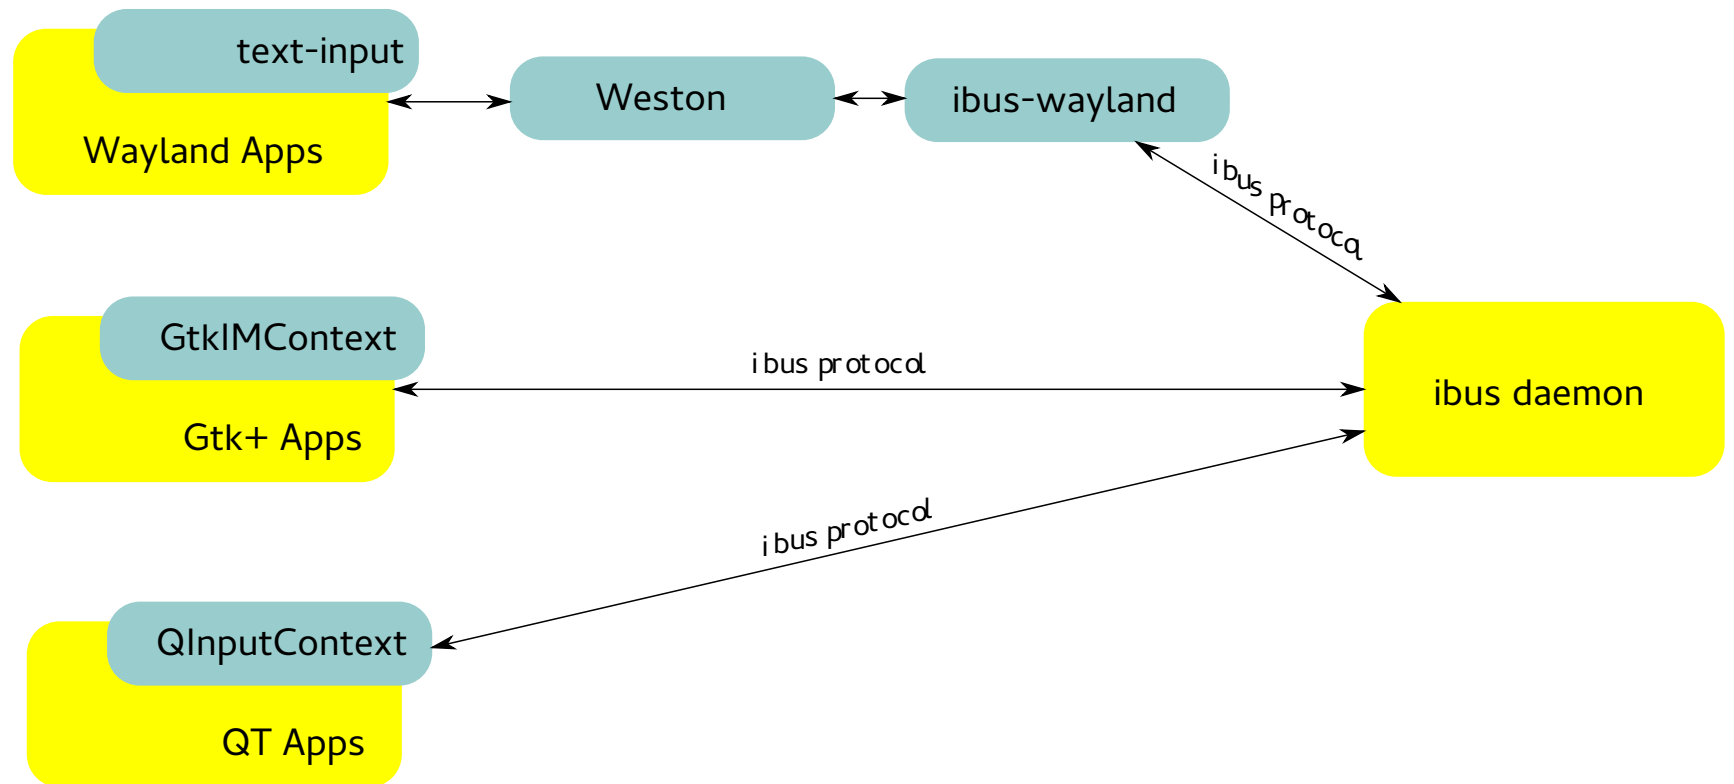 text-input
Wayland Apps
Weston
ibus-wayland
ibus protocol
GtkIMContext
Gtk+ Apps
ibus protocol
ibus daemon
ibus protocol
QInputContext
QT Apps